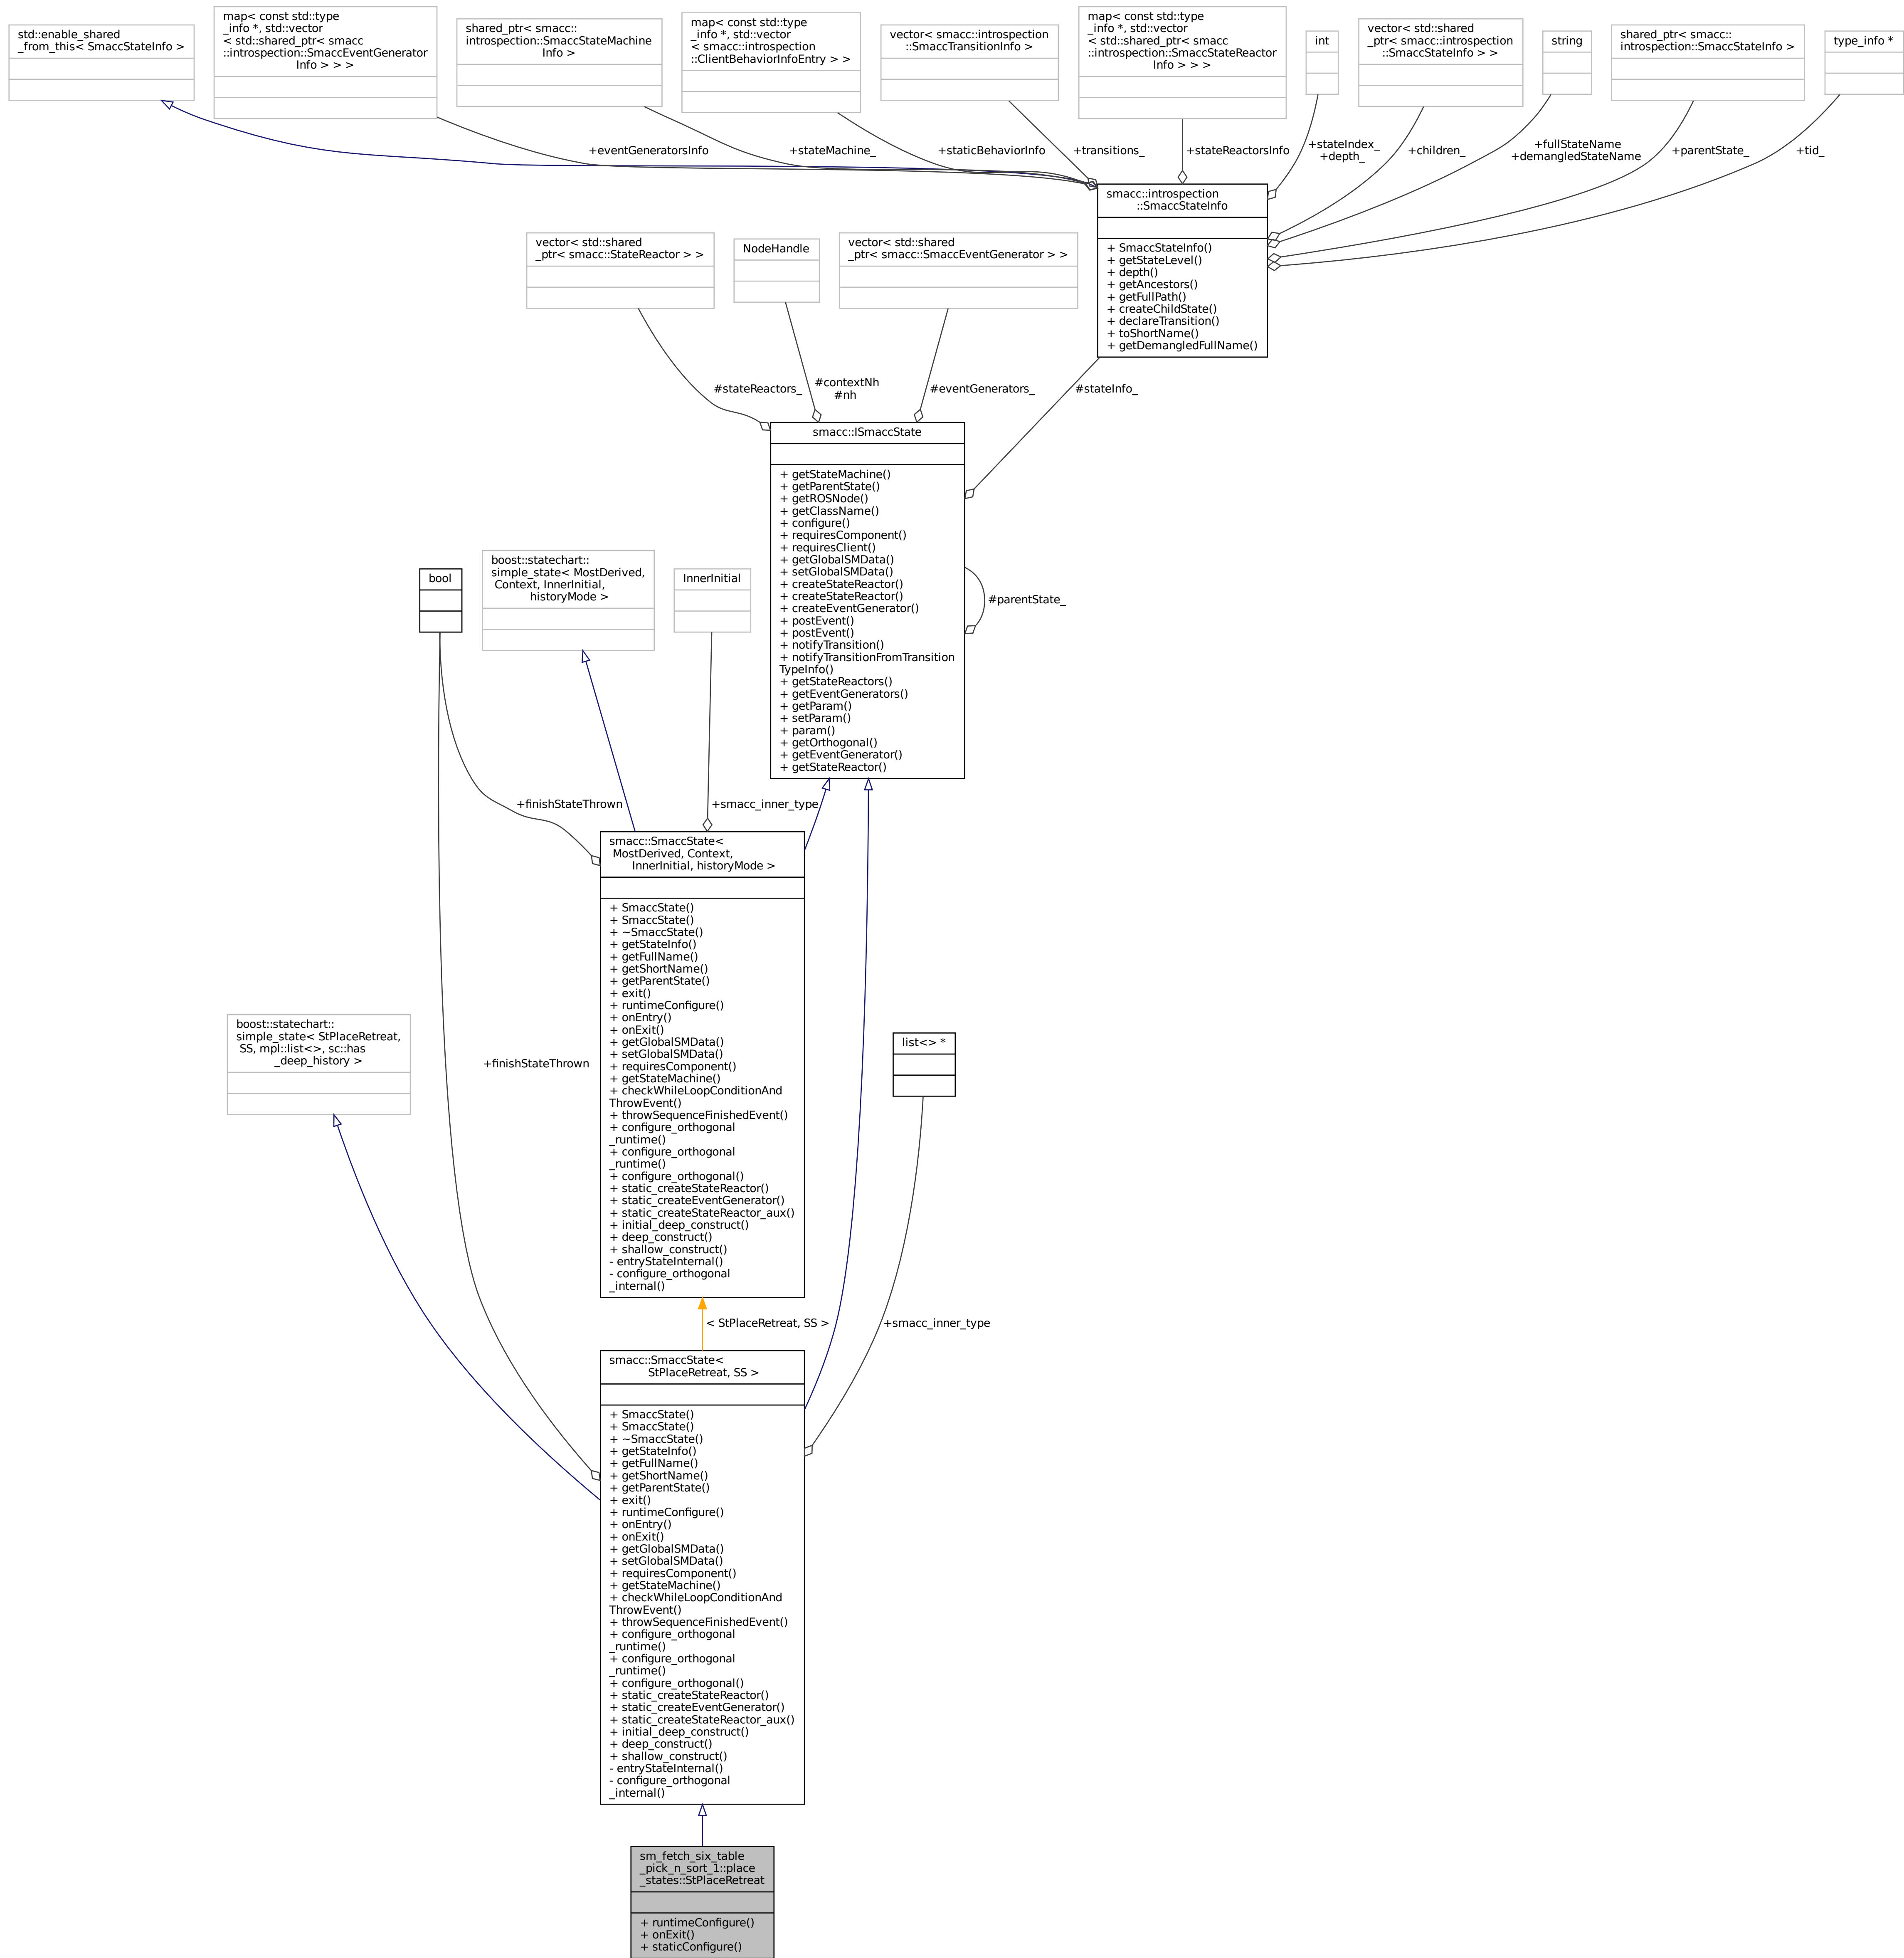 std::enable_shared
_from_this< SmaccStateInfo >
map< const std::type
_info *, std::vector
< std::shared_ptr< smacc
::introspection::SmaccEventGenerator
Info > > >
shared_ptr< smacc::
introspection::SmaccStateMachine
Info >
map< const std::type
_info *, std::vector
< smacc::introspection
::ClientBehaviorInfoEntry > >
vector< smacc::introspection
::SmaccTransitionInfo >
map< const std::type
_info *, std::vector
< std::shared_ptr< smacc
::introspection::SmaccStateReactor
Info > > >
int
vector< std::shared
_ptr< smacc::introspection
::SmaccStateInfo > >
string
shared_ptr< smacc::
introspection::SmaccStateInfo >
type_info *
+eventGeneratorsInfo
+stateMachine_
+staticBehaviorInfo
+transitions_
+stateReactorsInfo
+stateIndex_
+depth_
+children_
+fullStateName
+demangledStateName
+parentState_
+tid_
smacc::introspection
::SmaccStateInfo
+ SmaccStateInfo()
+ getStateLevel()
+ depth()
+ getAncestors()
+ getFullPath()
+ createChildState()
+ declareTransition()
+ toShortName()
+ getDemangledFullName()
vector< std::shared
_ptr< smacc::StateReactor > >
NodeHandle
vector< std::shared
_ptr< smacc::SmaccEventGenerator > >
#stateReactors_
#contextNh
#nh
#eventGenerators_
#stateInfo_
smacc::ISmaccState
+ getStateMachine()
+ getParentState()
+ getROSNode()
+ getClassName()
+ configure()
+ requiresComponent()
+ requiresClient()
+ getGlobalSMData()
+ setGlobalSMData()
+ createStateReactor()
+ createStateReactor()
+ createEventGenerator()
+ postEvent()
+ postEvent()
+ notifyTransition()
+ notifyTransitionFromTransition
TypeInfo()
+ getStateReactors()
+ getEventGenerators()
+ getParam()
+ setParam()
+ param()
+ getOrthogonal()
+ getEventGenerator()
+ getStateReactor()
#parentState_
bool
boost::statechart::
simple_state< MostDerived,
Context, InnerInitial,
historyMode >
InnerInitial
+finishStateThrown
+smacc_inner_type
smacc::SmaccState<
MostDerived, Context,
InnerInitial, historyMode >
+ SmaccState()
+ SmaccState()
+ ~SmaccState()
+ getStateInfo()
+ getFullName()
+ getShortName()
+ getParentState()
+ exit()
+ runtimeConfigure()
+ onEntry()
+ onExit()
+ getGlobalSMData()
+ setGlobalSMData()
+ requiresComponent()
+ getStateMachine()
+ checkWhileLoopConditionAnd
ThrowEvent()
+ throwSequenceFinishedEvent()
+ configure_orthogonal
_runtime()
+ configure_orthogonal
_runtime()
+ configure_orthogonal()
+ static_createStateReactor()
+ static_createEventGenerator()
+ static_createStateReactor_aux()
+ initial_deep_construct()
+ deep_construct()
+ shallow_construct()
- entryStateInternal()
- configure_orthogonal
_internal()
boost::statechart::
simple_state< StPlaceRetreat,
SS, mpl::list<>, sc::has
_deep_history >
+finishStateThrown
list<> *
< StPlaceRetreat, SS >
+smacc_inner_type
smacc::SmaccState<
StPlaceRetreat, SS >
+ SmaccState()
+ SmaccState()
+ ~SmaccState()
+ getStateInfo()
+ getFullName()
+ getShortName()
+ getParentState()
+ exit()
+ runtimeConfigure()
+ onEntry()
+ onExit()
+ getGlobalSMData()
+ setGlobalSMData()
+ requiresComponent()
+ getStateMachine()
+ checkWhileLoopConditionAnd
ThrowEvent()
+ throwSequenceFinishedEvent()
+ configure_orthogonal
_runtime()
+ configure_orthogonal
_runtime()
+ configure_orthogonal()
+ static_createStateReactor()
+ static_createEventGenerator()
+ static_createStateReactor_aux()
+ initial_deep_construct()
+ deep_construct()
+ shallow_construct()
- entryStateInternal()
- configure_orthogonal
_internal()
sm_fetch_six_table
_pick_n_sort_1::place
_states::StPlaceRetreat
+ runtimeConfigure()
+ onExit()
+ staticConfigure()